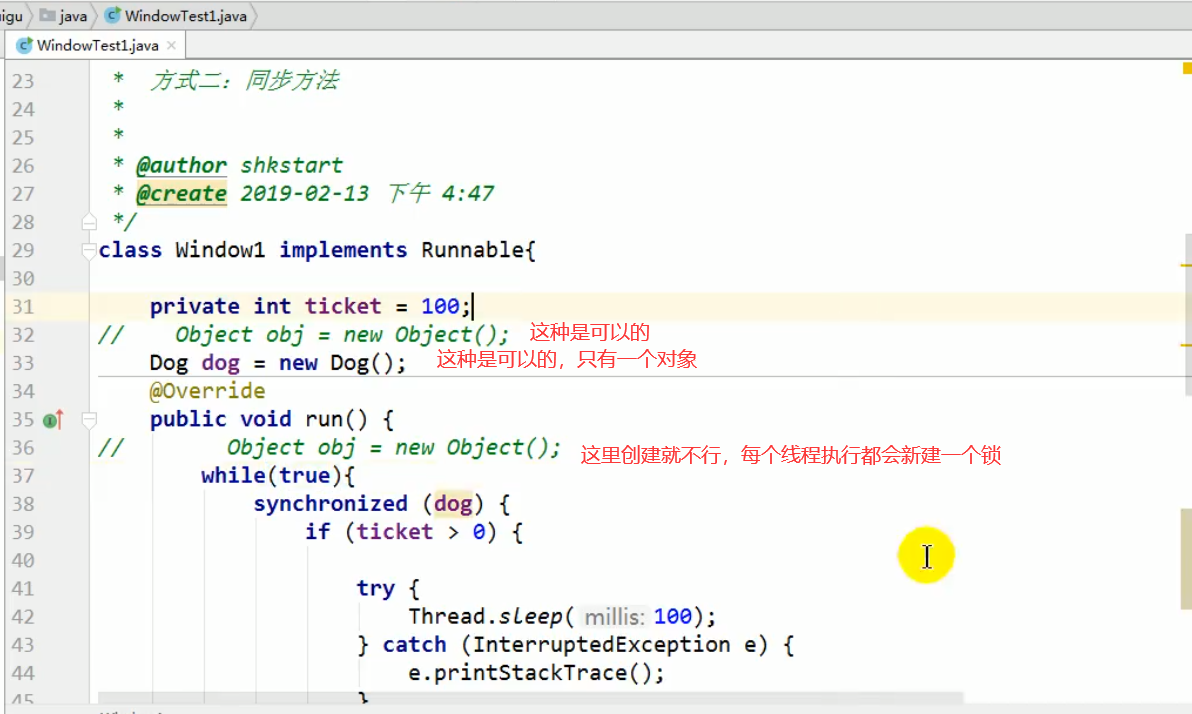 igu java WindowTest1.java
WindowTest1.java ×
23 * 方式二：同步方法
24 *
25 *
26 * @author shkstart
27 * @create 2019-02-13 下午 4:47
28 */
29 class Window1 implements Runnable{
30
31 private int ticket = 100;
32 // Object obj = new Object(); 这种是可以的
33 Dog dog = new Dog(); 这种是可以的，只有一个对象
34 @Override
35 public void run() {
36 // Object obj = new Object(); 这里创建就不行，每个线程执行都会新建一个锁
37 while(true){
38 synchronized (dog) {
39 if (ticket > 0) {
40
41 try {
42 Thread.sleep( millis: 100);
43 } catch (InterruptedException e) {
44 e.printStackTrace();
45 }